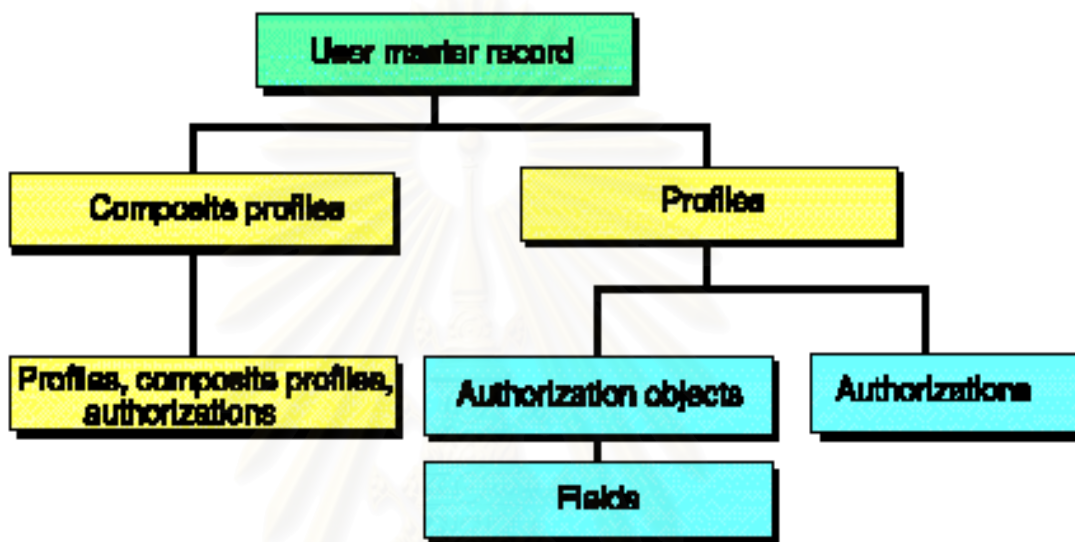 User master record
Composite profiles
Profiles
Profiles, composite profiles,
authorizations
Authorization objects
Authorizations
Fields